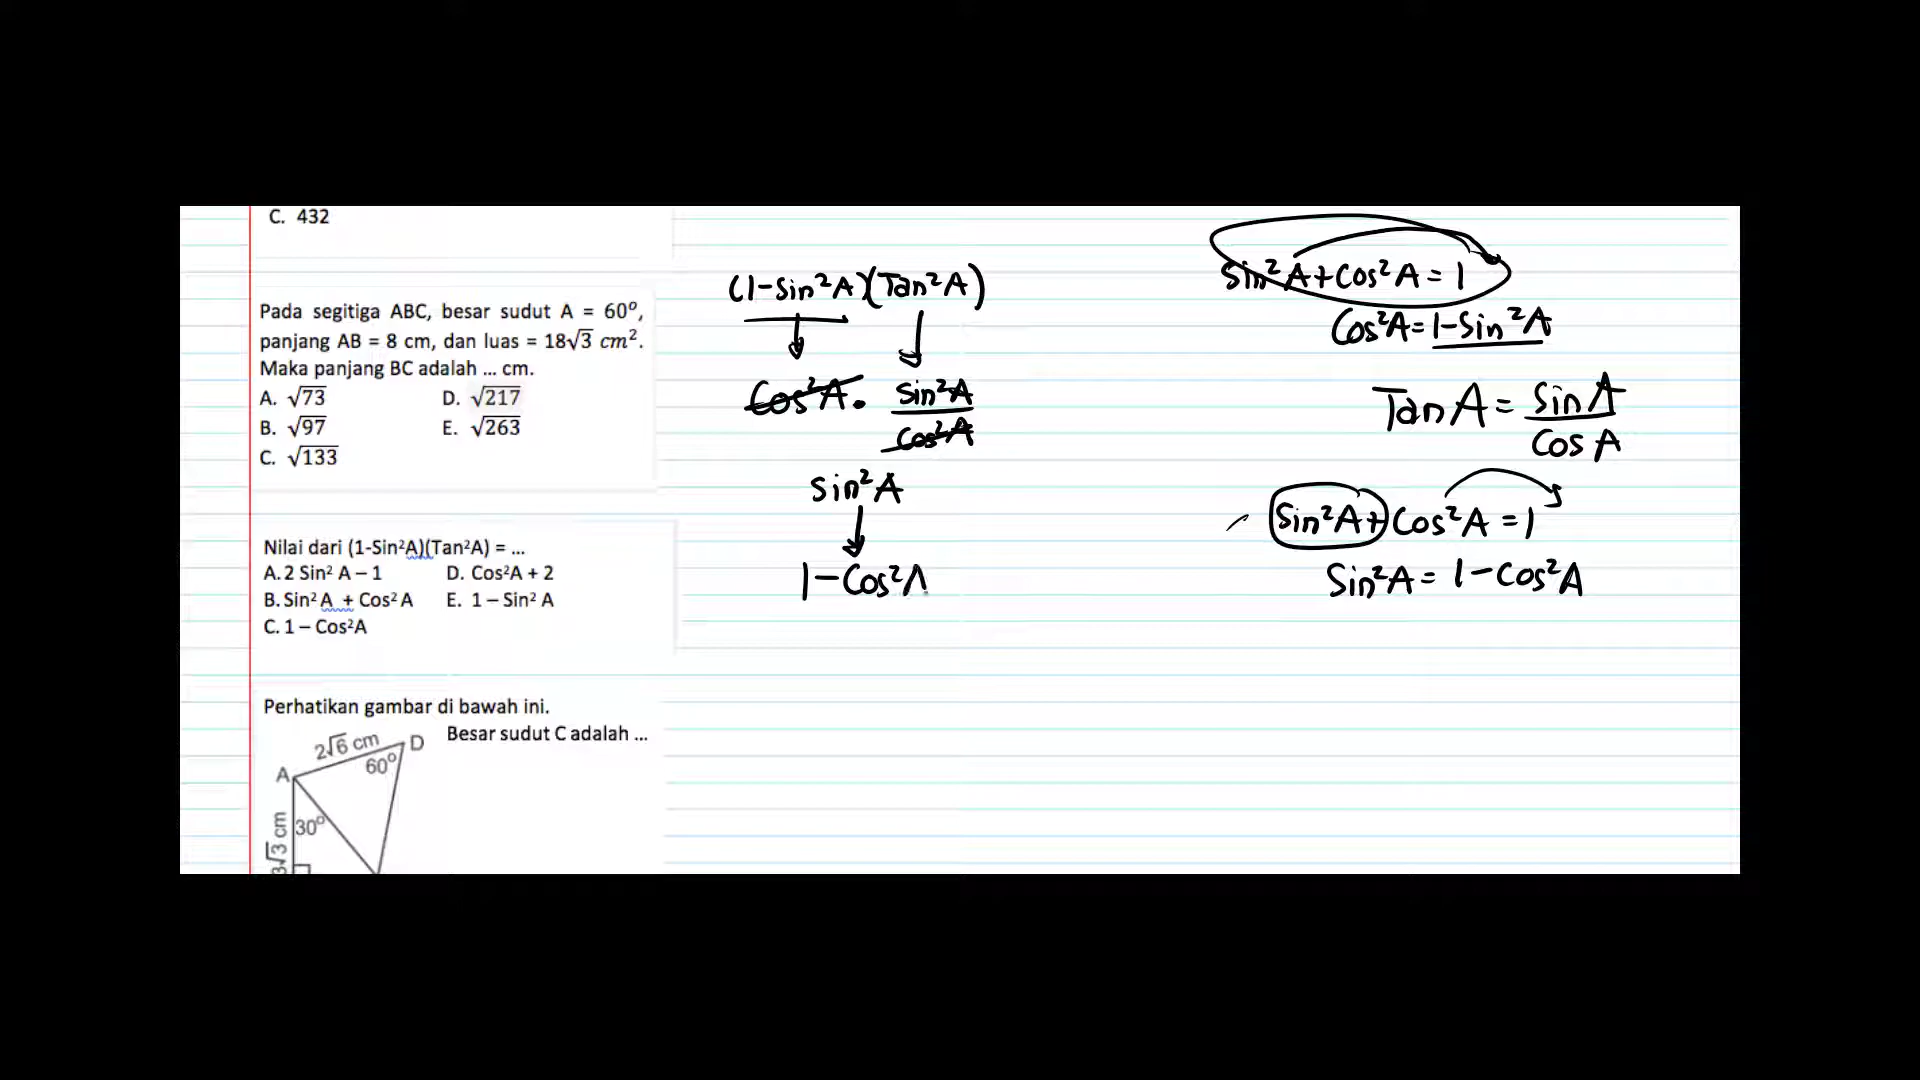 C. 432
Pada segitiga ABC, besar sudut A = 60°,
panjang AB = 8 cm, dan luas = 18√3 cm².
Maka panjang BC adalah ... cm.
A. √73 D. √217
B. √97 E. √263
C. √133
Nilai dari (1-Sin²A)(Tan²A) = ...
A. 2 Sin² A – 1 D. Cos²A + 2
B. Sin² A + Cos² A E. 1 – Sin² A
C. 1 – Cos²A
Perhatikan gambar di bawah ini.
Besar sudut C adalah ...
2√6 cm
D
60°
A
30°
3√3 cm
(1-Sin²A)(Tan²A)
Cos²A . Sin²A
Cos²A
Sin²A
1 - Cos²A
Sin²A + Cos²A = 1
Cos²A = 1 - Sin²A
Tan A = Sin A
Cos A
Sin²A + Cos²A = 1
Sin²A = 1 - Cos²A